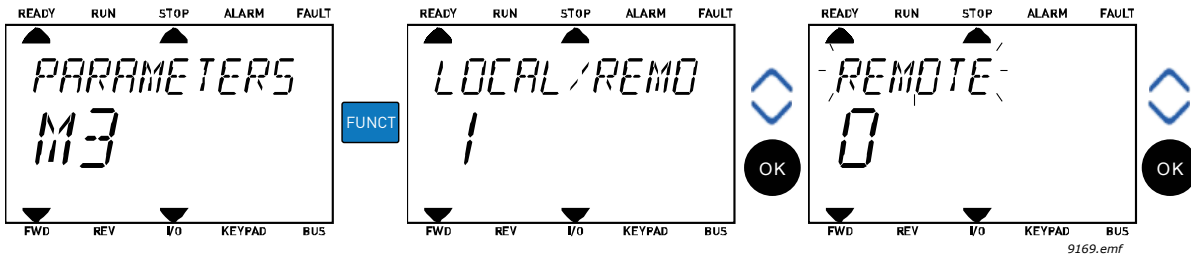 READY RUN STOP ALARM FAULT
PARAMETERS
M3
FWD REV I/O KEYPAD BUS
FUNCT
READY RUN STOP ALARM FAULT
LOCAL/REMO
1
FWD REV I/O KEYPAD BUS
OK
READY RUN STOP ALARM FAULT
REMOTE
0
FWD REV I/O KEYPAD BUS
OK
9169.emf